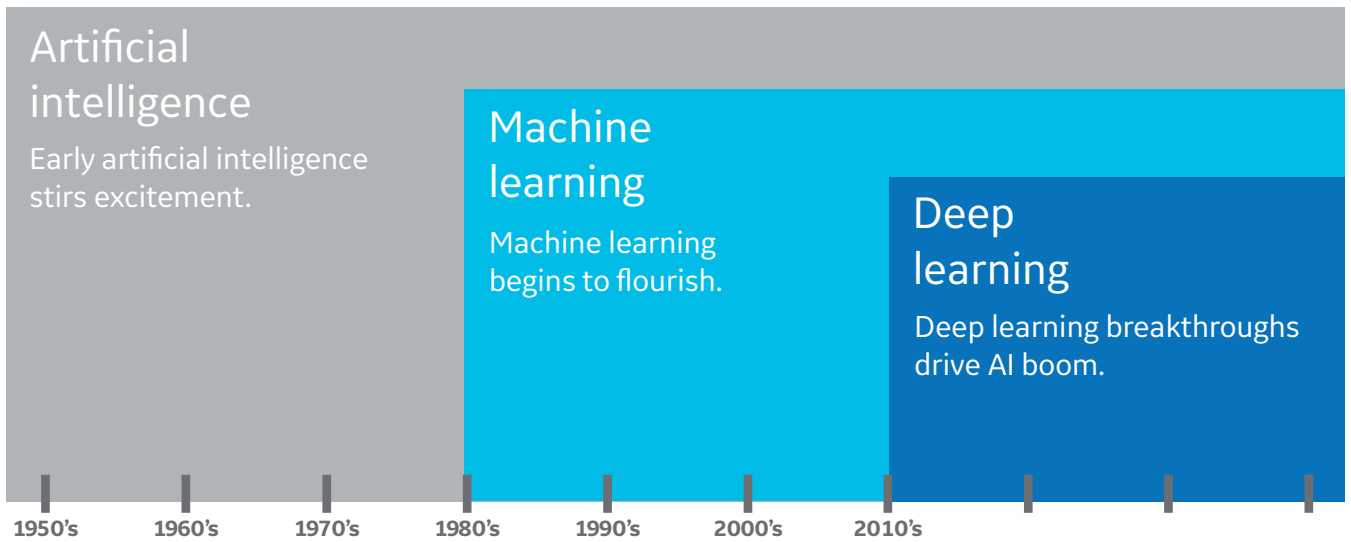 Artificial
intelligence
Early artificial intelligence
stirs excitement.
Machine
learning
Machine learning
begins to flourish.
Deep
learning
Deep learning breakthroughs
drive AI boom.
1950’s 1960’s 1970’s 1980’s 1990’s 2000’s 2010’s